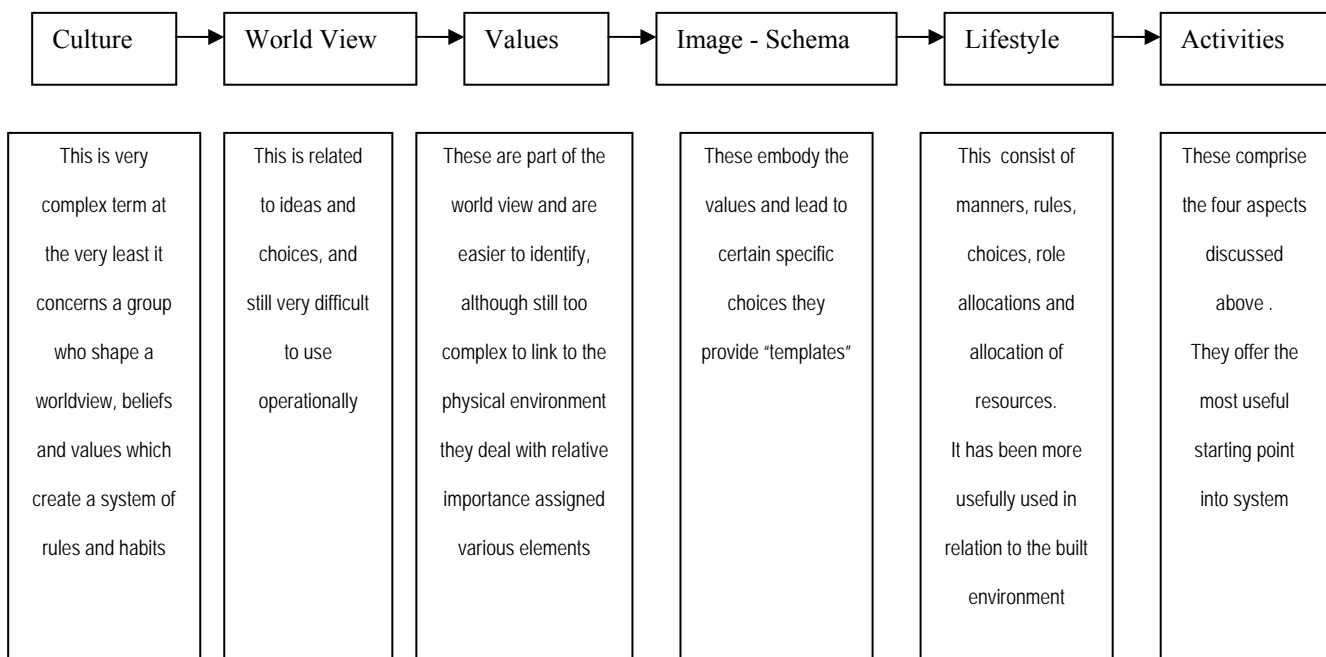 Culture
World View
Values
Image - Schema
Lifestyle
Activities
This is very
complex term at
the very least it
concerns a group
who shape a
worldview, beliefs
and values which
create a system of
rules and habits
This is related
to ideas and
choices, and
still very difficult
to use
operationally
These are part of the
world view and are
easier to identify,
although still too
complex to link to the
physical environment
they deal with relative
importance assigned
various elements
These embody the
values and lead to
certain specific
choices they
provide “templates”
This consist of
manners, rules,
choices, role
allocations and
allocation of
resources.
It has been more
usefully used in
relation to the built
environment
These comprise
the four aspects
discussed
above .
They offer the
most useful
starting point
into system